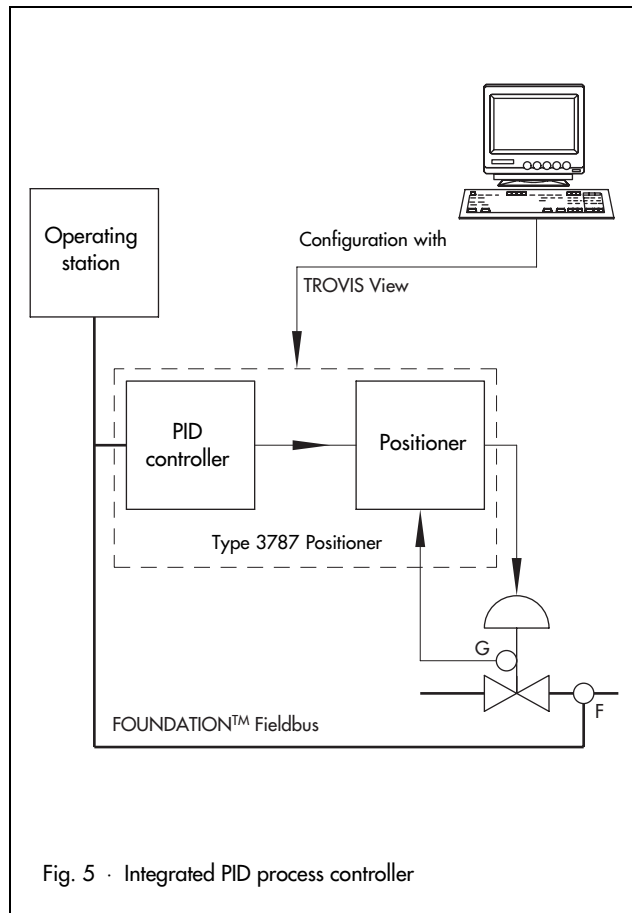 Operating
station
Configuration with
TROVIS View
PID
controller
Positioner
Type 3787 Positioner
G
F
FOUNDATION™ Fieldbus
Fig. 5 · Integrated PID process controller